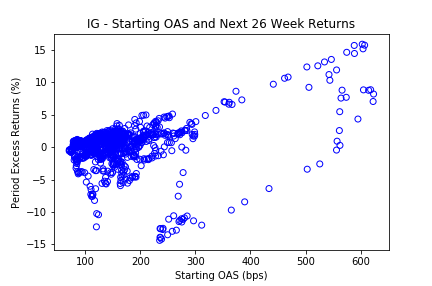 IG - Starting OAS and Next 26 Week Returns
Period Excess Returns (%)
15
10
5
0
−5
−10
−15
100 200 300 400 500 600
Starting OAS (bps)